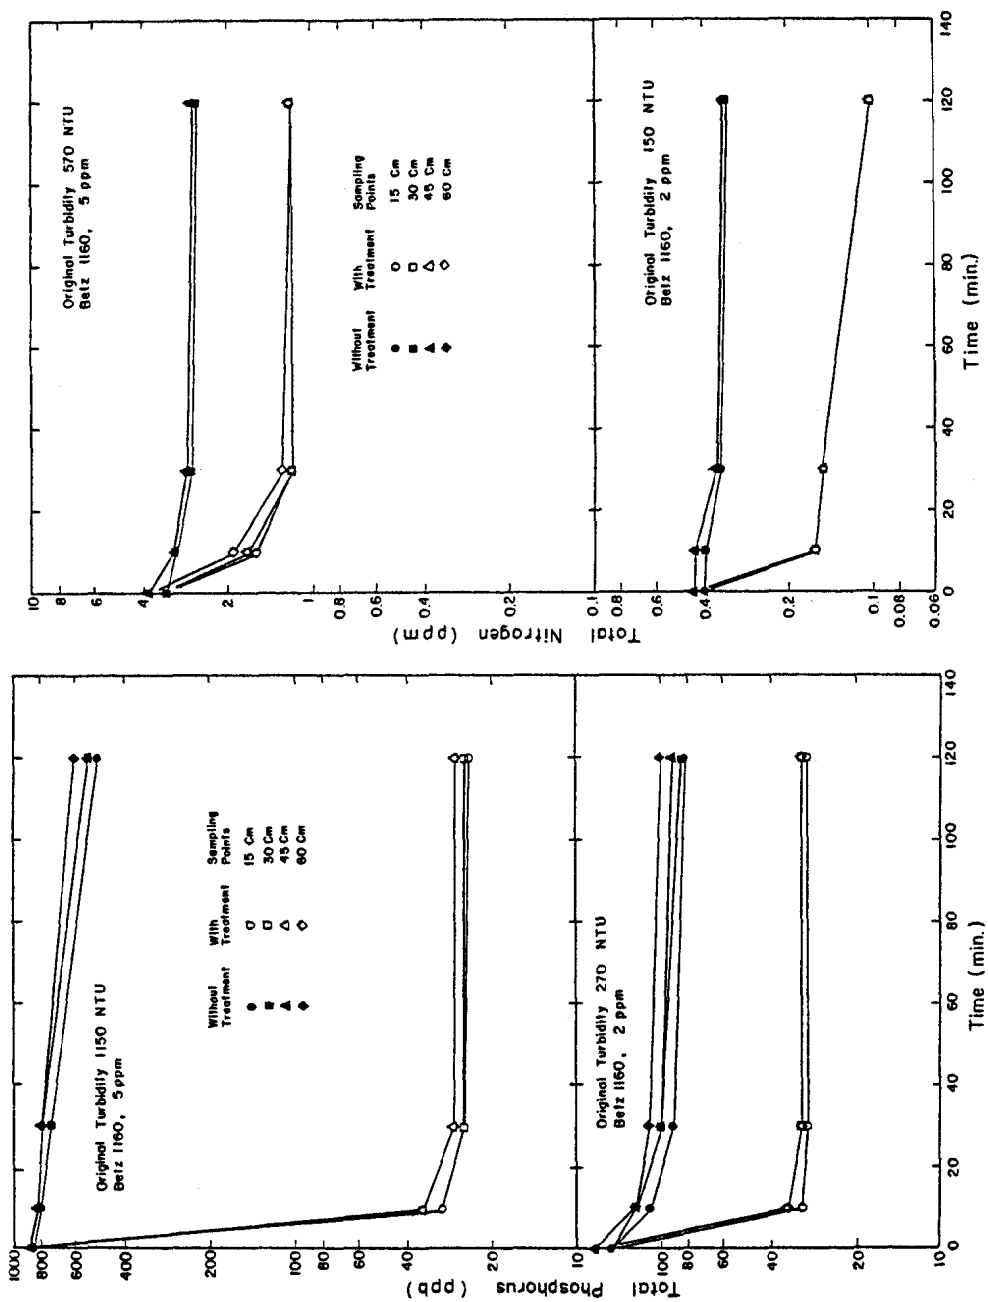 Total Phosphorus (ppb)
1000
800
600
400
200
100
80
60
40
20
10
100
80
60
40
20
10
0
20
40
60
80
100
120
140
Time (min.)
Original Turbidity 1150 NTU
Betz 1160, 5 ppm
Without Treatment
With Treatment
Sampling Points
15 Cm
30 Cm
45 Cm
60 Cm
Original Turbidity 270 NTU
Betz 1160, 2 ppm
Total Nitrogen (ppm)
10
8
6
4
2
1
0.8
0.6
0.4
0.2
0.1
0.6
0.4
0.2
0.1
0.08
0.06
0
20
40
60
80
100
120
140
Time (min.)
Original Turbidity 570 NTU
Betz 1160, 5 ppm
Without Treatment
With Treatment
Sampling Points
15 Cm
30 Cm
45 Cm
60 Cm
Original Turbidity 150 NTU
Betz 1160, 2 ppm